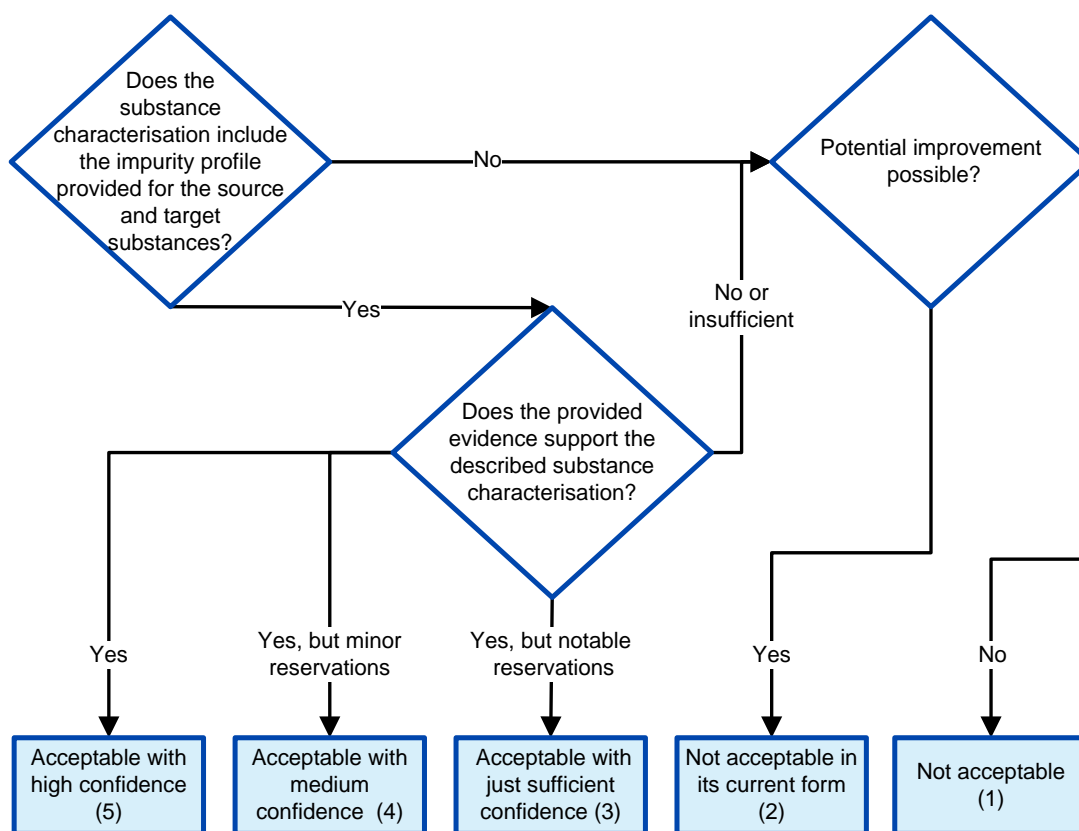 Does the
substance
characterisation include
the impurity profile
provided for the source
and target
substances?
No
Potential improvement
possible?
Yes
No or
insufficient
Does the provided
evidence support the
described substance
characterisation?
Yes
Yes, but minor
reservations
Yes, but notable
reservations
Yes
No
Acceptable with
high confidence
(5)
Acceptable with
medium
confidence (4)
Acceptable with
just sufficient
confidence (3)
Not acceptable in
its current form
(2)
Not acceptable
(1)